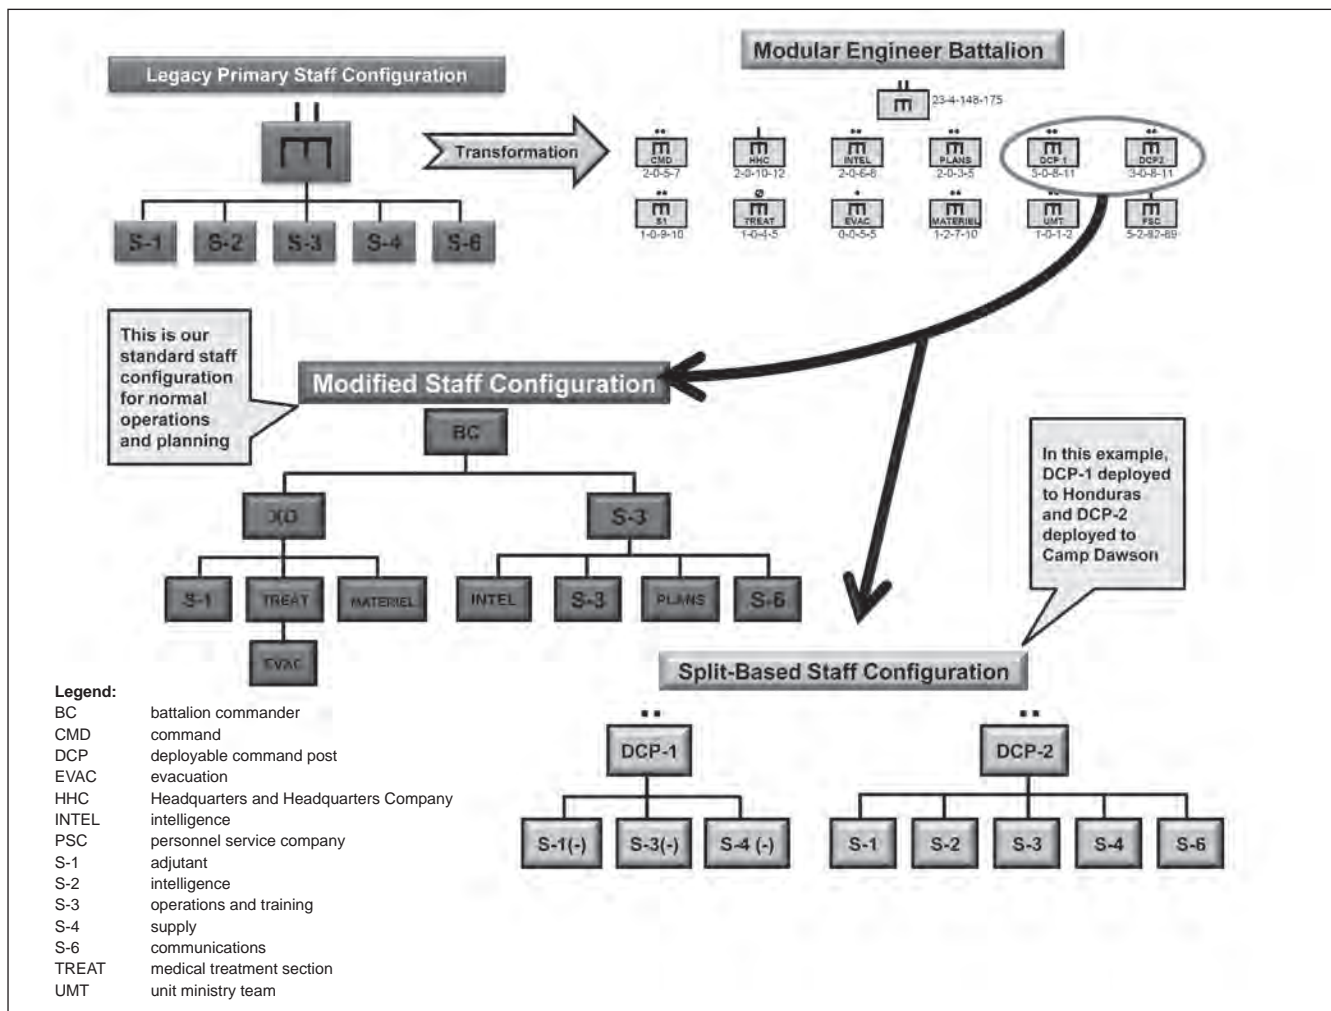 Legacy Primary Staff Configuration
S-1 S-2 S-3 S-4 S-6
Transformation
Modular Engineer Battalion
23-4-148-175
CMD HHC INTEL PLANS DCP 1 DCP2
2-0-5-7 2-0-10-12 2-0-6-8 2-0-3-5 3-0-8-11 3-0-8-11
S1 TREAT EVAC MATERIEL UMT PSC
1-0-9-10 1-0-4-5 0-0-5-5 1-2-7-10 1-0-1-2 5-2-82-89
This is our
standard staff
configuration
for normal
operations
and planning
Modified Staff Configuration
BC
XO S-3
S-1 TREAT MATERIEL INTEL S-3 PLANS S-6
EVAC
In this example,
DCP-1 deployed
to Honduras
and DCP-2
deployed to
Camp Dawson
Split-Based Staff Configuration
DCP-1 DCP-2
S-1(-) S-3(-) S-4 (-) S-1 S-2 S-3 S-4 S-6
Legend:
BC battalion commander
CMD command
DCP deployable command post
EVAC evacuation
HHC Headquarters and Headquarters Company
INTEL intelligence
PSC personnel service company
S-1 adjutant
S-2 intelligence
S-3 operations and training
S-4 supply
S-6 communications
TREAT medical treatment section
UMT unit ministry team